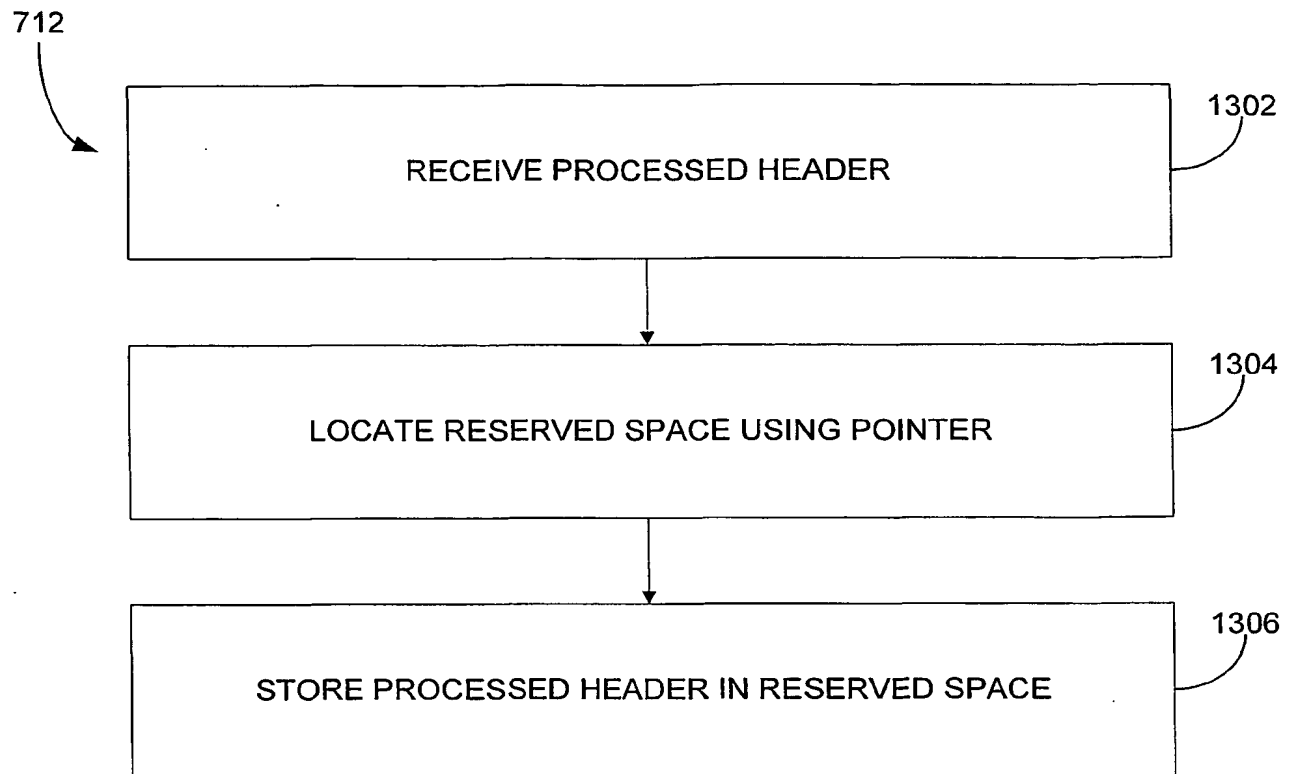 712
1302
RECEIVE PROCESSED HEADER
1304
LOCATE RESERVED SPACE USING POINTER
1306
STORE PROCESSED HEADER IN RESERVED SPACE